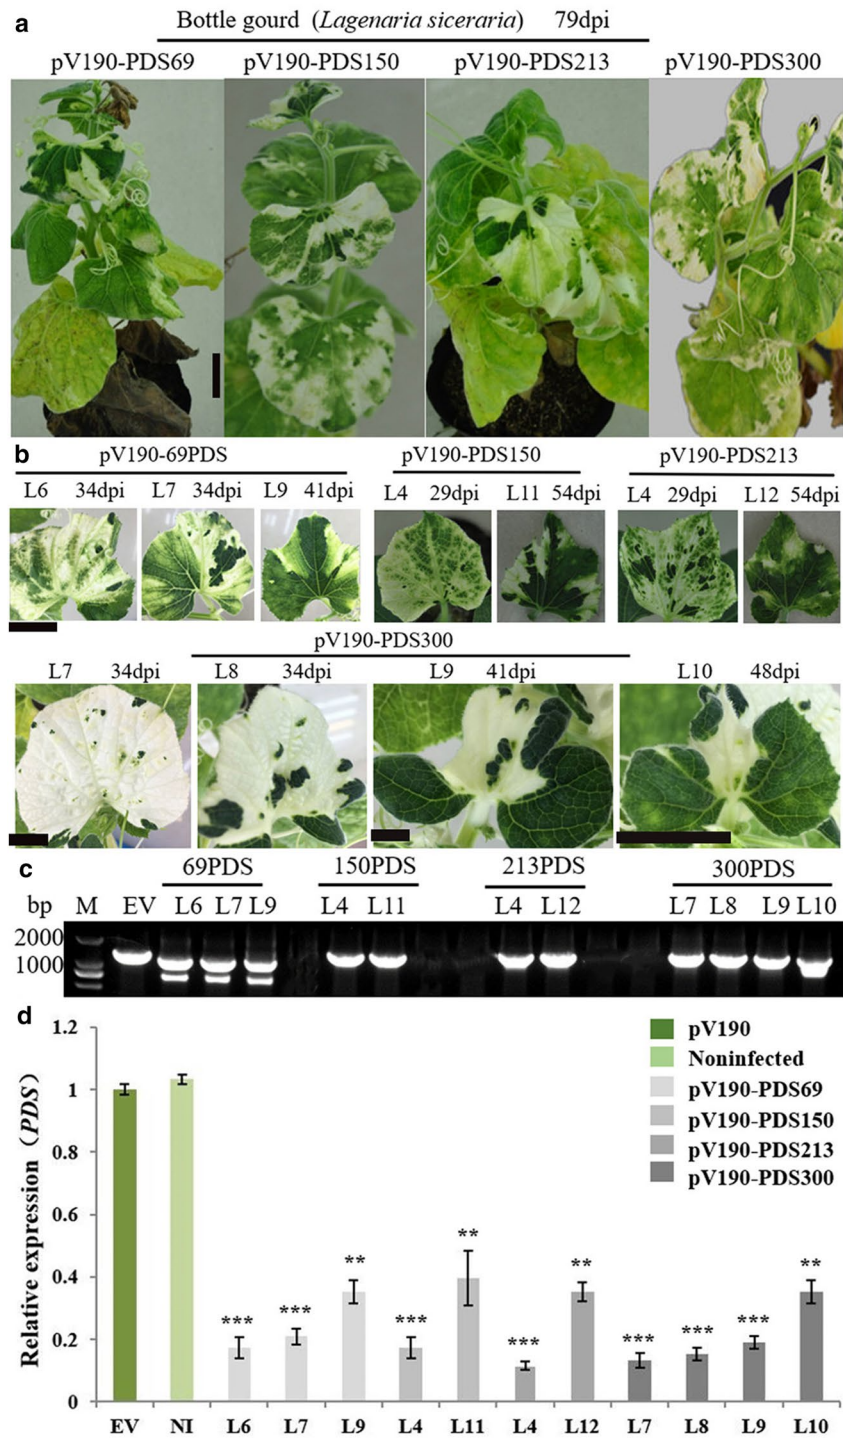 a
Bottle gourd (Lagenaria siceraria) 79dpi
pV190-PDS69 pV190-PDS150 pV190-PDS213 pV190-PDS300
b
pV190-69PDS pV190-PDS150 pV190-PDS213
L6 34dpi L7 34dpi L9 41dpi L4 29dpi L11 54dpi L4 29dpi L12 54dpi
pV190-PDS300
L7 34dpi L8 34dpi L9 41dpi L10 48dpi
c
69PDS 150PDS 213PDS 300PDS
bp M EV L6 L7 L9 L4 L11 L4 L12 L7 L8 L9 L10
2000
1000
d
Relative expression (PDS)
1.2
1
0.8
0.6
0.4
0.2
0
pV190
Noninfected
pV190-PDS69
pV190-PDS150
pV190-PDS213
pV190-PDS300
*** *** ** *** ** *** ** *** *** *** **
EV NI L6 L7 L9 L4 L11 L4 L12 L7 L8 L9 L10